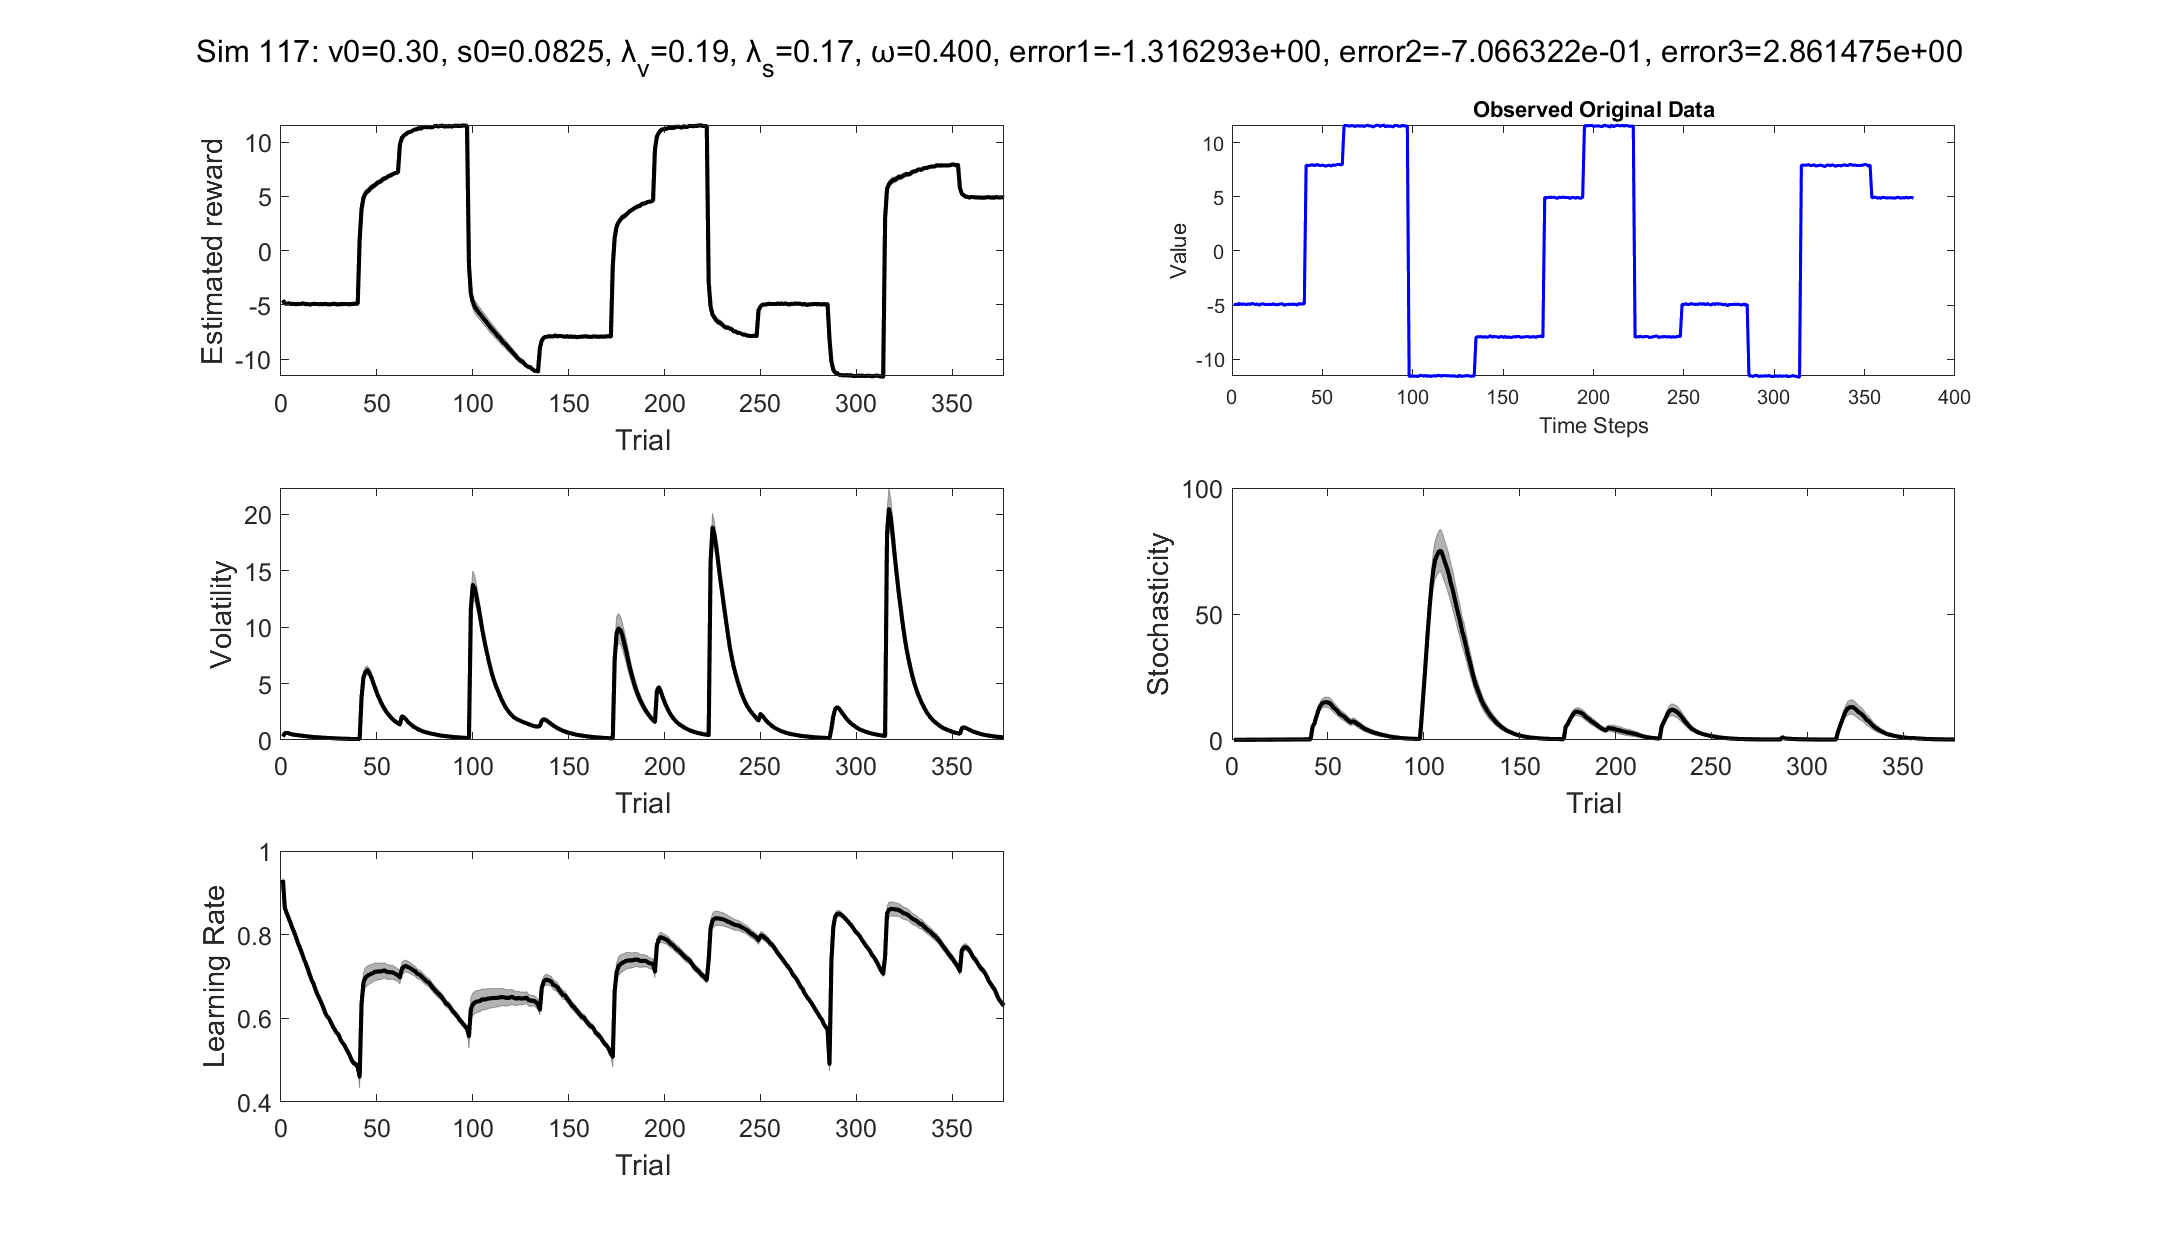 Sim 117: v0=0.30, s0=0.0825, λv=0.19, λs=0.17, ω=0.400, error1=-1.316293e+00, error2=-7.066322e-01, error3=2.861475e+00
Estimated reward
10
5
0
-5
-10
0 50 100 150 200 250 300 350
Trial
Observed Original Data
Value
10
5
0
-5
-10
0 50 100 150 200 250 300 350 400
Time Steps
Volatility
20
15
10
5
0
0 50 100 150 200 250 300 350
Trial
Stochasticity
100
50
0
0 50 100 150 200 250 300 350
Trial
Learning Rate
1
0.8
0.6
0.4
0 50 100 150 200 250 300 350
Trial